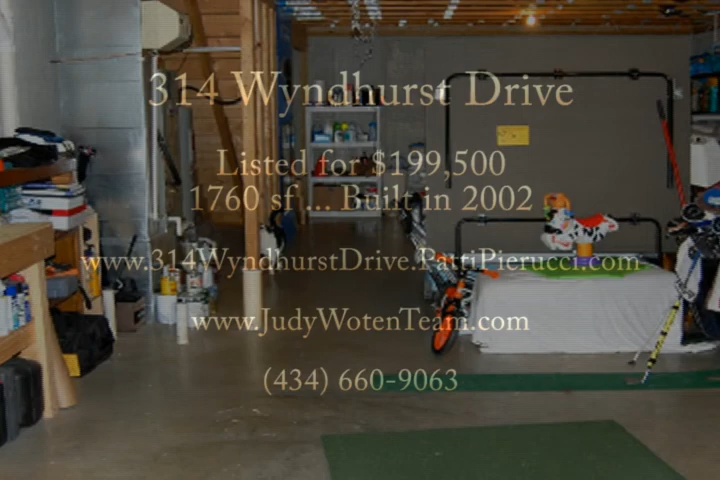 314 Wyndhurst Drive
Listed for $199,500
1760 sf ... Built in 2002
www.314WyndhurstDrive.PattiPierucci.com
www.JudyWotenTeam.com
(434) 660-9063